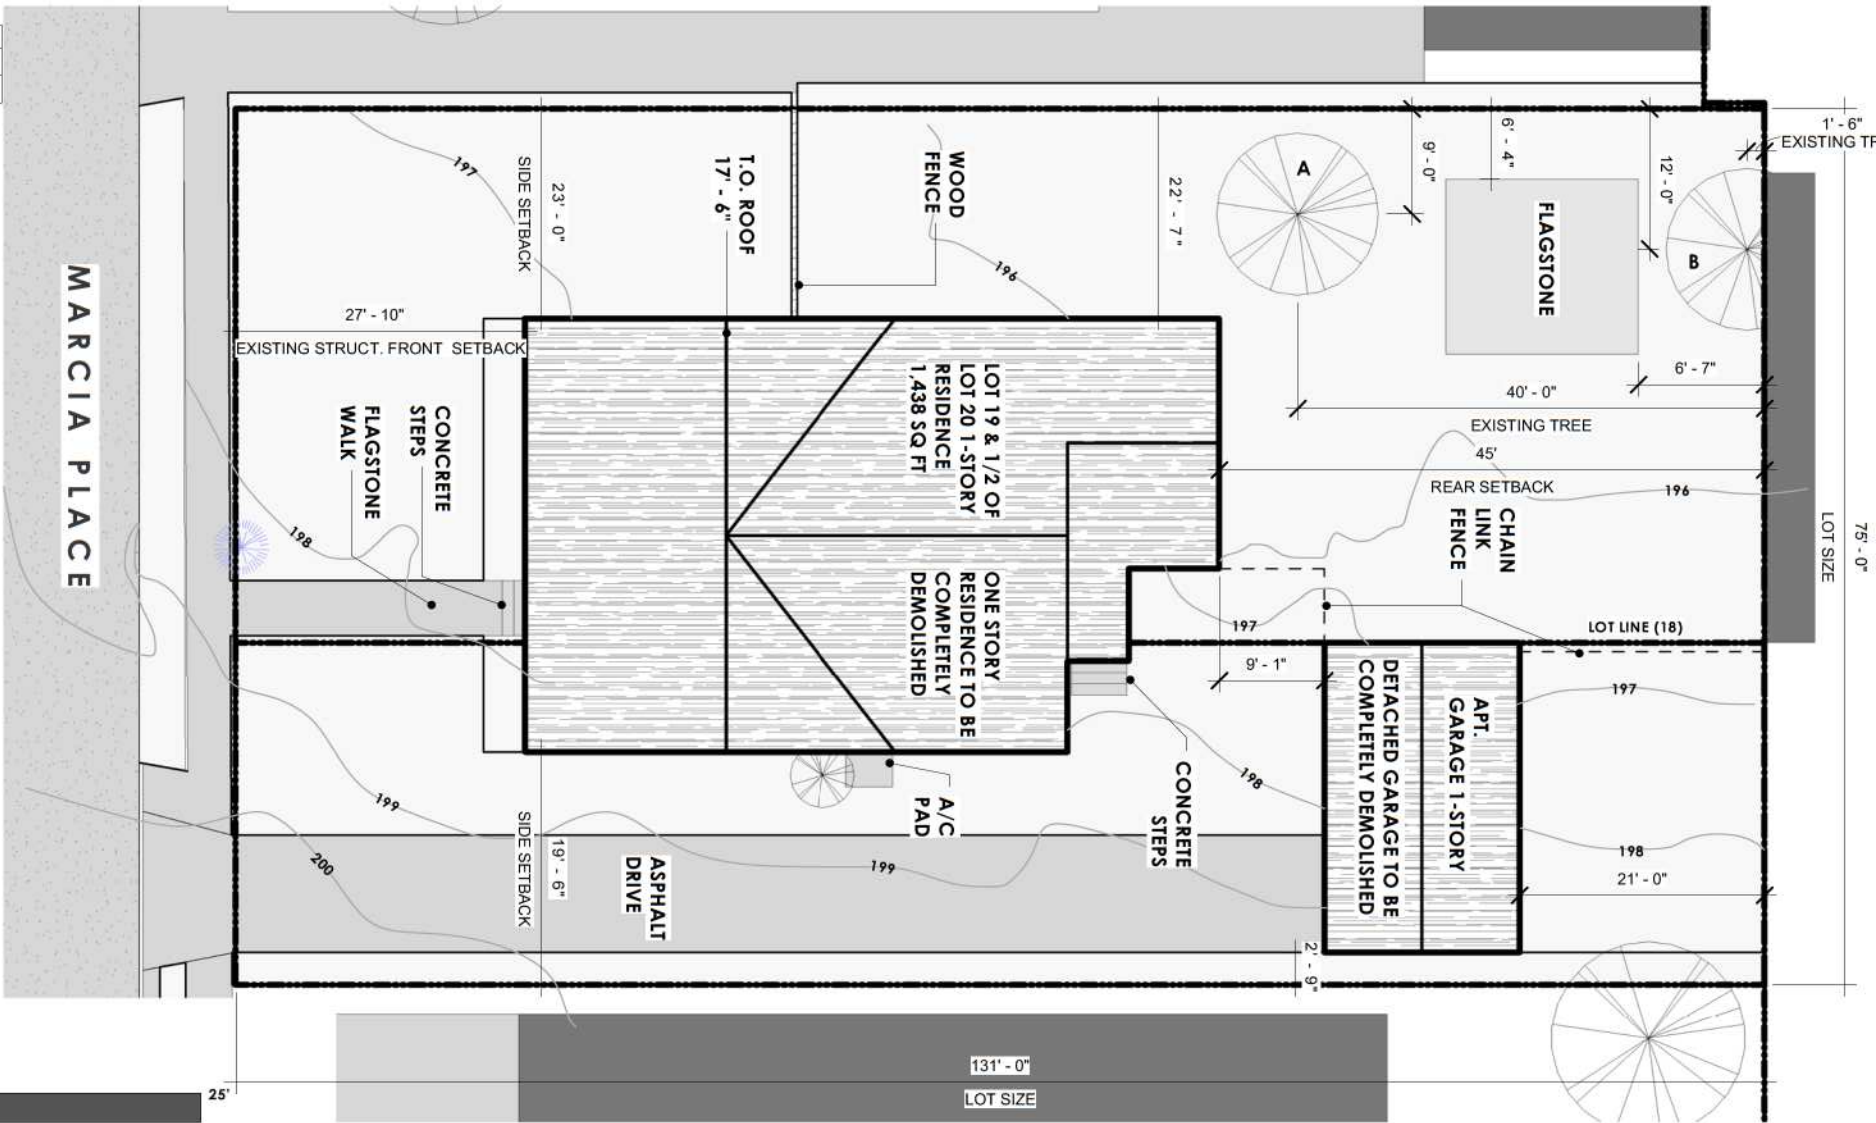 MARCIA PLACE
197
SIDE SETBACK
23' - 0"
T.O. ROOF
17' - 6"
WOOD
FENCE
196
22' - 7"
A
9' - 0"
6' - 4"
FLAGSTONE
12' - 0"
B
1' - 6"
EXISTING TR
27' - 10"
EXISTING STRUCT. FRONT SETBACK
6' - 7"
40' - 0"
EXISTING TREE
45'
REAR SETBACK
196
CONCRETE
STEPS
FLAGSTONE
WALK
198
LOT 19 & 1/2 OF
LOT 20 1-STORY
RESIDENCE
1,438 SQ FT
ONE STORY
RESIDENCE TO BE
COMPLETELY
DEMOLISHED
CHAIN
LINK
FENCE
75' - 0"
LOT SIZE
197
LOT LINE (18)
9' - 1"
197
APT.
GARAGE 1-STORY
DETACHED GARAGE TO BE
COMPLETELY DEMOLISHED
CONCRETE
STEPS
198
A/C
PAD
199
SIDE SETBACK
19' - 6"
ASPHALT
DRIVE
200
199
198
21' - 0"
2' - 9"
131' - 0"
LOT SIZE
25'